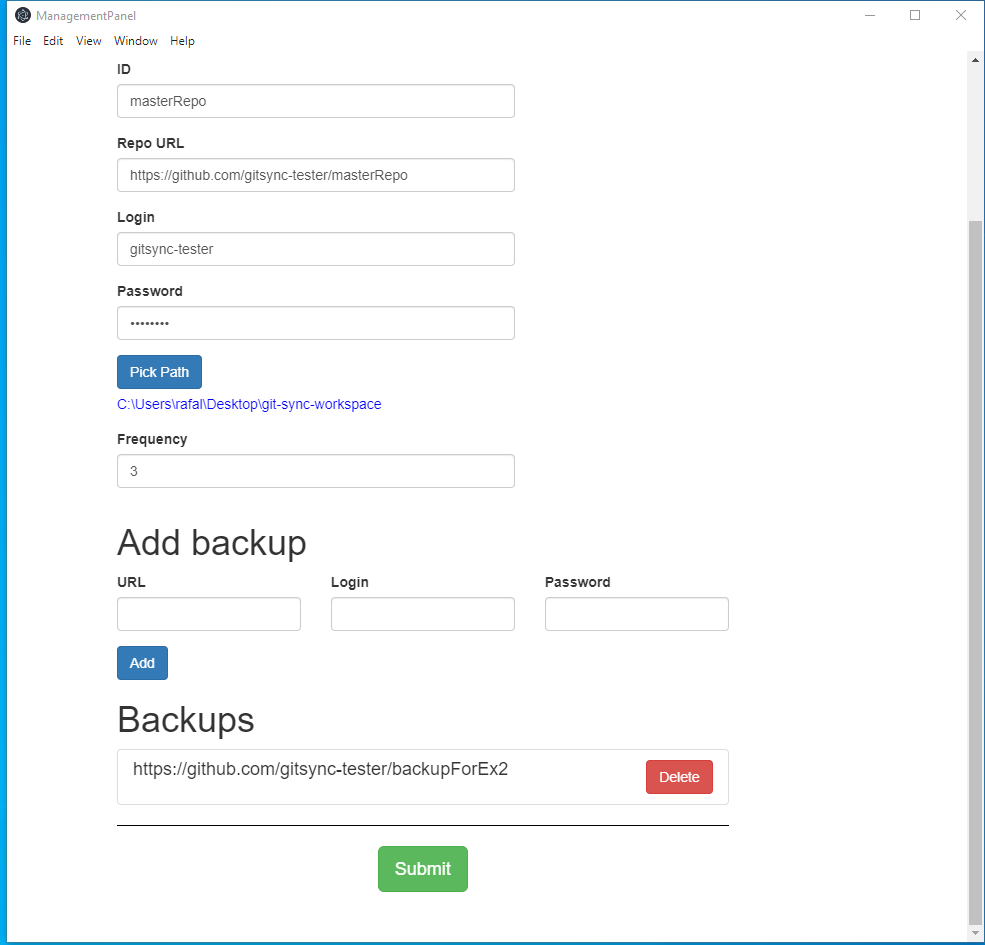 ManagementPanel
File Edit View Window Help
ID
masterRepo
Repo URL
https://github.com/gitsync-tester/masterRepo
Login
gitsync-tester
Password
••••••••
Pick Path
C:\Users\rafal\Desktop\git-sync-workspace
Frequency
3
Add backup
URL Login Password
Add
Backups
https://github.com/gitsync-tester/backupForEx2 Delete
Submit